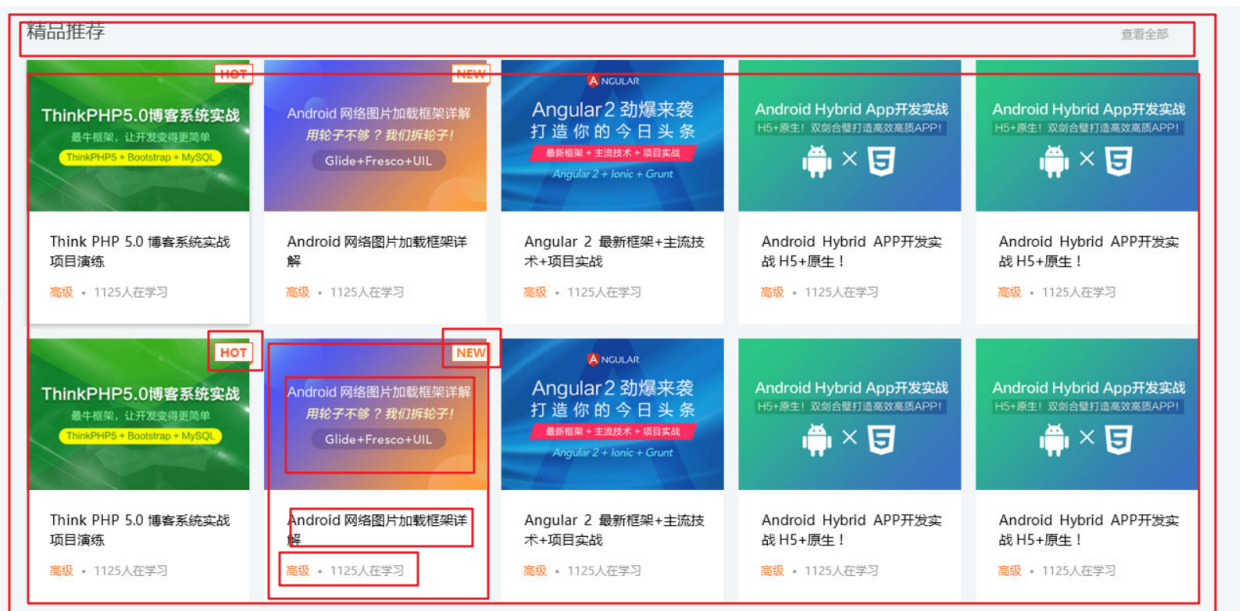 精品推荐
查看全部
HOT
ThinkPHP5.0博客系统实战
最牛框架，让开发变得更简单
ThinkPHP5 + Bootstrap + MySQL
Think PHP 5.0 博客系统实战
项目演练
高级 • 1125人在学习
NEW
Android 网络图片加载框架详解
用轮子不够？我们拆轮子！
Glide+Fresco+UIL
Android 网络图片加载框架详
解
高级 • 1125人在学习
ANGULAR
Angular2 劲爆来袭
打造你的今日头条
最新框架 + 主流技术 + 项目实战
Angular 2 + Ionic + Grunt
Angular 2 最新框架+主流技
术+项目实战
高级 • 1125人在学习
Android Hybrid App开发实战
H5+原生！双剑合璧打造高效高质APP！
Android Hybrid APP开发实
战 H5+原生！
高级 • 1125人在学习
Android Hybrid App开发实战
H5+原生！双剑合璧打造高效高质APP！
Android Hybrid APP开发实
战 H5+原生！
高级 • 1125人在学习
HOT
ThinkPHP5.0博客系统实战
最牛框架，让开发变得更简单
ThinkPHP5 + Bootstrap + MySQL
Think PHP 5.0 博客系统实战
项目演练
高级 • 1125人在学习
NEW
Android 网络图片加载框架详解
用轮子不够？我们拆轮子！
Glide+Fresco+UIL
Android 网络图片加载框架详
解
高级 • 1125人在学习
ANGULAR
Angular2 劲爆来袭
打造你的今日头条
最新框架 + 主流技术 + 项目实战
Angular 2 + Ionic + Grunt
Angular 2 最新框架+主流技
术+项目实战
高级 • 1125人在学习
Android Hybrid App开发实战
H5+原生！双剑合璧打造高效高质APP！
Android Hybrid APP开发实
战 H5+原生！
高级 • 1125人在学习
Android Hybrid App开发实战
H5+原生！双剑合璧打造高效高质APP！
Android Hybrid APP开发实
战 H5+原生！
高级 • 1125人在学习